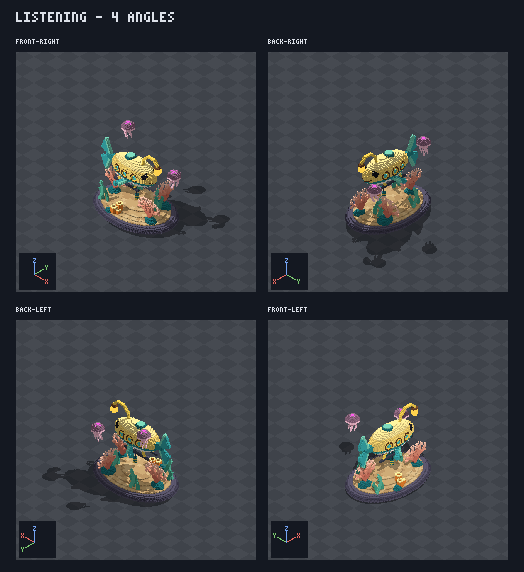 LISTENING - 4 ANGLES
FRONT-RIGHT
BACK-RIGHT
Z
Y
X
Z
X
Y
BACK-LEFT
FRONT-LEFT
Z
X
Y
Z
X
Y